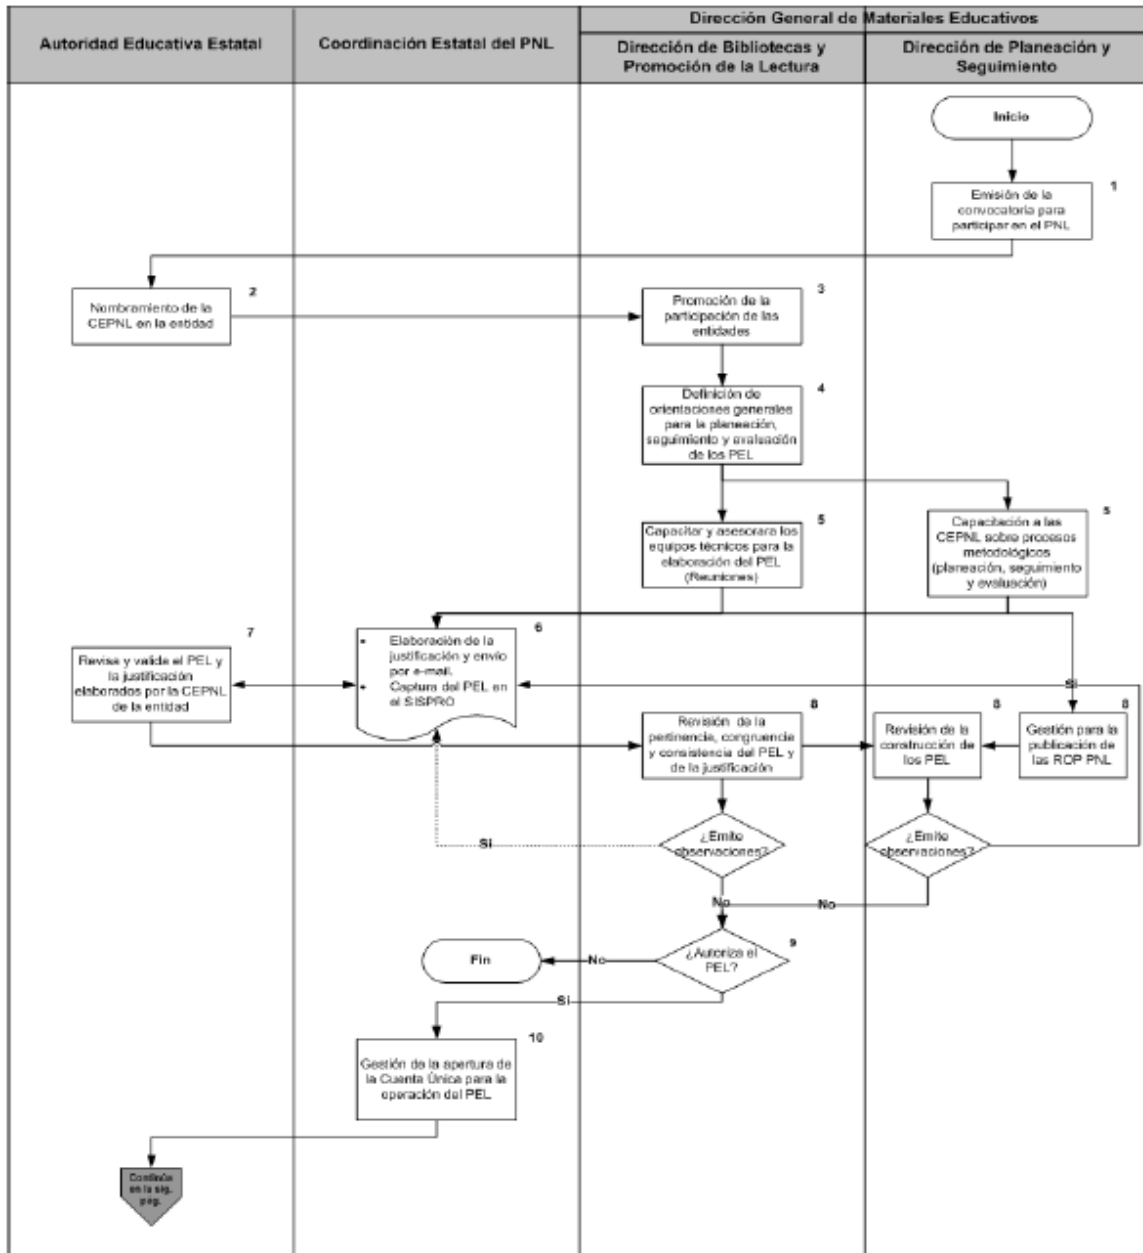 Autoridad Educativa Estatal
Coordinación Estatal del PNL
Dirección General de Materiales Educativos
Dirección de Bibliotecas y
Promoción de la Lectura
Dirección de Planeación y
Seguimiento
Inicio
1
Emisión de la
convocatoria para
participar en el PNL
2
Nombramiento de la
CEPNL en la entidad
3
Promoción de la
participación de las
entidades
4
Definición de
orientaciones generales
para la planeación,
seguimiento y evaluación
de los PEL
5
Capacitar y asesorara los
equipos técnicos para la
elaboración del PEL
(Reuniones)
5
Capacitación a las
CEPNL sobre procesos
metodológicos
(planeación, seguimiento
y evaluación)
6
• Elaboración de la
justificación y envío
por e-mail.
• Captura del PEL en
el SISPRO
7
Revisa y valida el PEL y
la justificación
elaborados por la CEPNL
de la entidad
Si
8
Revisión de la
pertinencia, congruencia
y consistencia del PEL y
de la justificación
8
Revisión de la
construcción de
los PEL
8
Gestión para la
publicación de
las ROP PNL
¿Emite
observaciones?
Si
¿Emite
observaciones?
No
No
9
¿Autoriza el
PEL?
No
Fin
Si
10
Gestión de la apertura de
la Cuenta Única para la
operación del PEL
Continúa
en la sig.
pág.